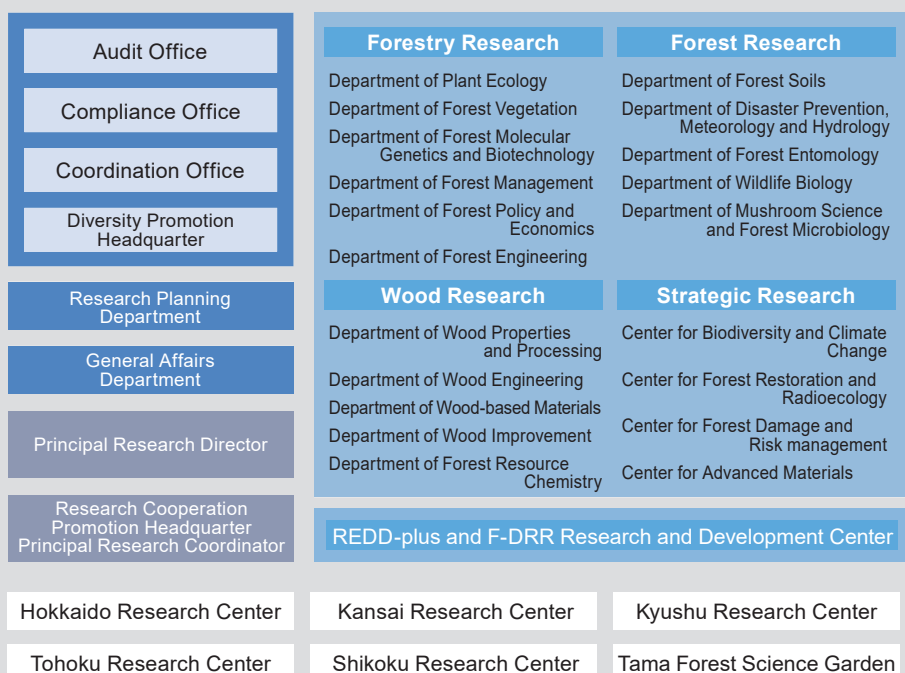 Audit Office
Compliance Office
Coordination Office
Diversity Promotion
Headquarter
Research Planning
Department
General Affairs
Department
Principal Research Director
Research Cooperation
Promotion Headquarter
Principal Research Coordinator
Forestry Research
Department of Plant Ecology
Department of Forest Vegetation
Department of Forest Molecular
Genetics and Biotechnology
Department of Forest Management
Department of Forest Policy and
Economics
Department of Forest Engineering
Forest Research
Department of Forest Soils
Department of Disaster Prevention,
Meteorology and Hydrology
Department of Forest Entomology
Department of Wildlife Biology
Department of Mushroom Science
and Forest Microbiology
Wood Research
Department of Wood Properties
and Processing
Department of Wood Engineering
Department of Wood-based Materials
Department of Wood Improvement
Department of Forest Resource
Chemistry
Strategic Research
Center for Biodiversity and Climate
Change
Center for Forest Restoration and
Radioecology
Center for Forest Damage and
Risk management
Center for Advanced Materials
REDD-plus and F-DRR Research and Development Center
Hokkaido Research Center
Kansai Research Center
Kyushu Research Center
Tohoku Research Center
Shikoku Research Center
Tama Forest Science Garden